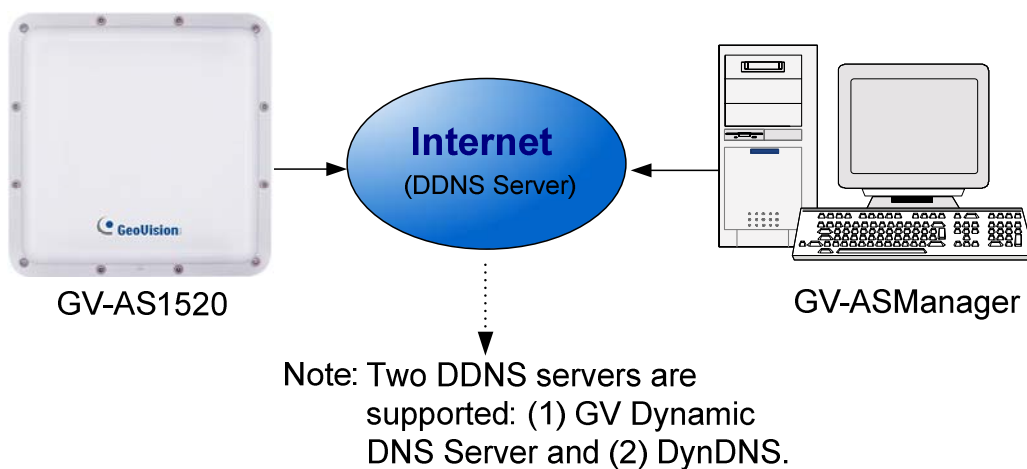 Internet
(DDNS Server)
GeoVision
GV-AS1520
GV-ASManager
Note: Two DDNS servers are
supported: (1) GV Dynamic
DNS Server and (2) DynDNS.